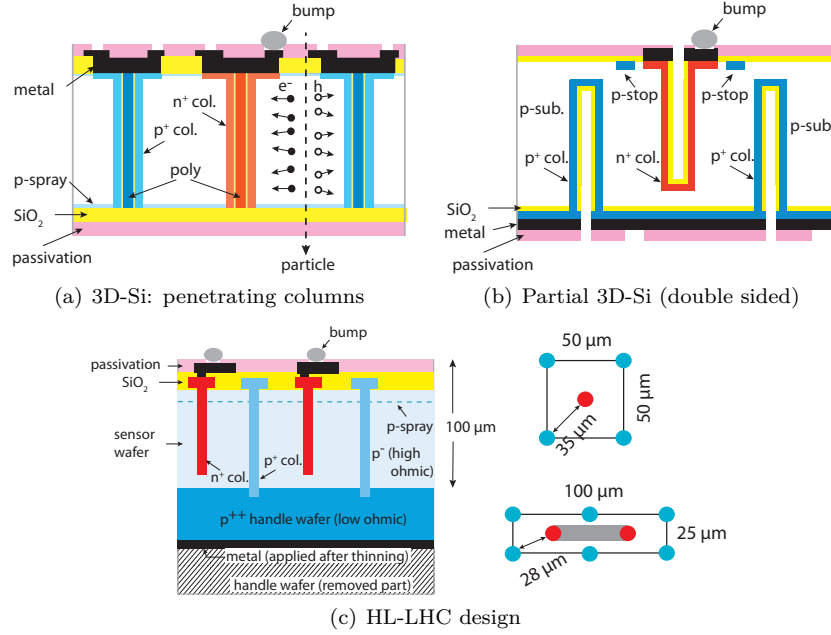 bump
metal
e⁻
h
n⁺ col.
p⁺ col.
p-spray
poly
SiO₂
passivation
particle
(a) 3D-Si: penetrating columns
bump
p-stop
p-stop
p-sub.
p-sub.
p⁺ col.
n⁺ col.
p⁺ col.
SiO₂
metal
passivation
(b) Partial 3D-Si (double sided)
bump
passivation
SiO₂
p-spray
100 µm
sensor
wafer
n⁺ col.
p⁺ col.
p⁻ (high
ohmic)
p⁺⁺ handle wafer (low ohmic)
metal (applied after thinning)
handle wafer (removed part)
50 µm
50 µm
35 µm
100 µm
25 µm
28 µm
(c) HL-LHC design